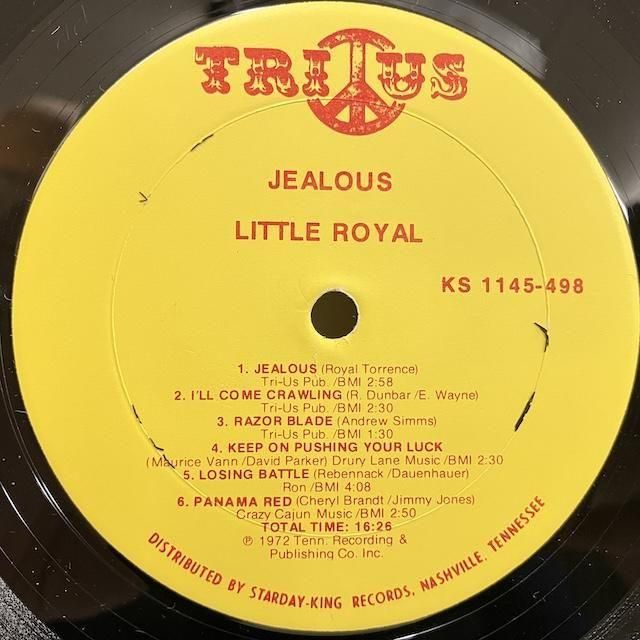 TRI US
JEALOUS
LITTLE ROYAL
KS 1145-498
1. JEALOUS (Royal Torrence)
Tri-Us Pub. /BMI 2:58
2. I'LL COME CRAWLING (R. Dunbar/E. Wayne)
Tri-Us Pub. /BMI 2:30
3. RAZOR BLADE (Andrew Simms)
Tri-Us Pub. /BMI 1:30
4. KEEP ON PUSHING YOUR LUCK
(Maurice Vann /David Parker) Drury Lane Music /BMI 2:30
5. LOSING BATTLE (Rebennack /Dauenhauer)
Ron /BMI 4:08
6. PANAMA RED (Cheryl Brandt /Jimmy Jones)
Crazy Cajun Music /BMI 2:50
TOTAL TIME: 16:26
℗ 1972 Tenn. Recording &
Publishing Co. Inc.
DISTRIBUTED BY STARDAY-KING RECORDS, NASHVILLE, TENNESSEE